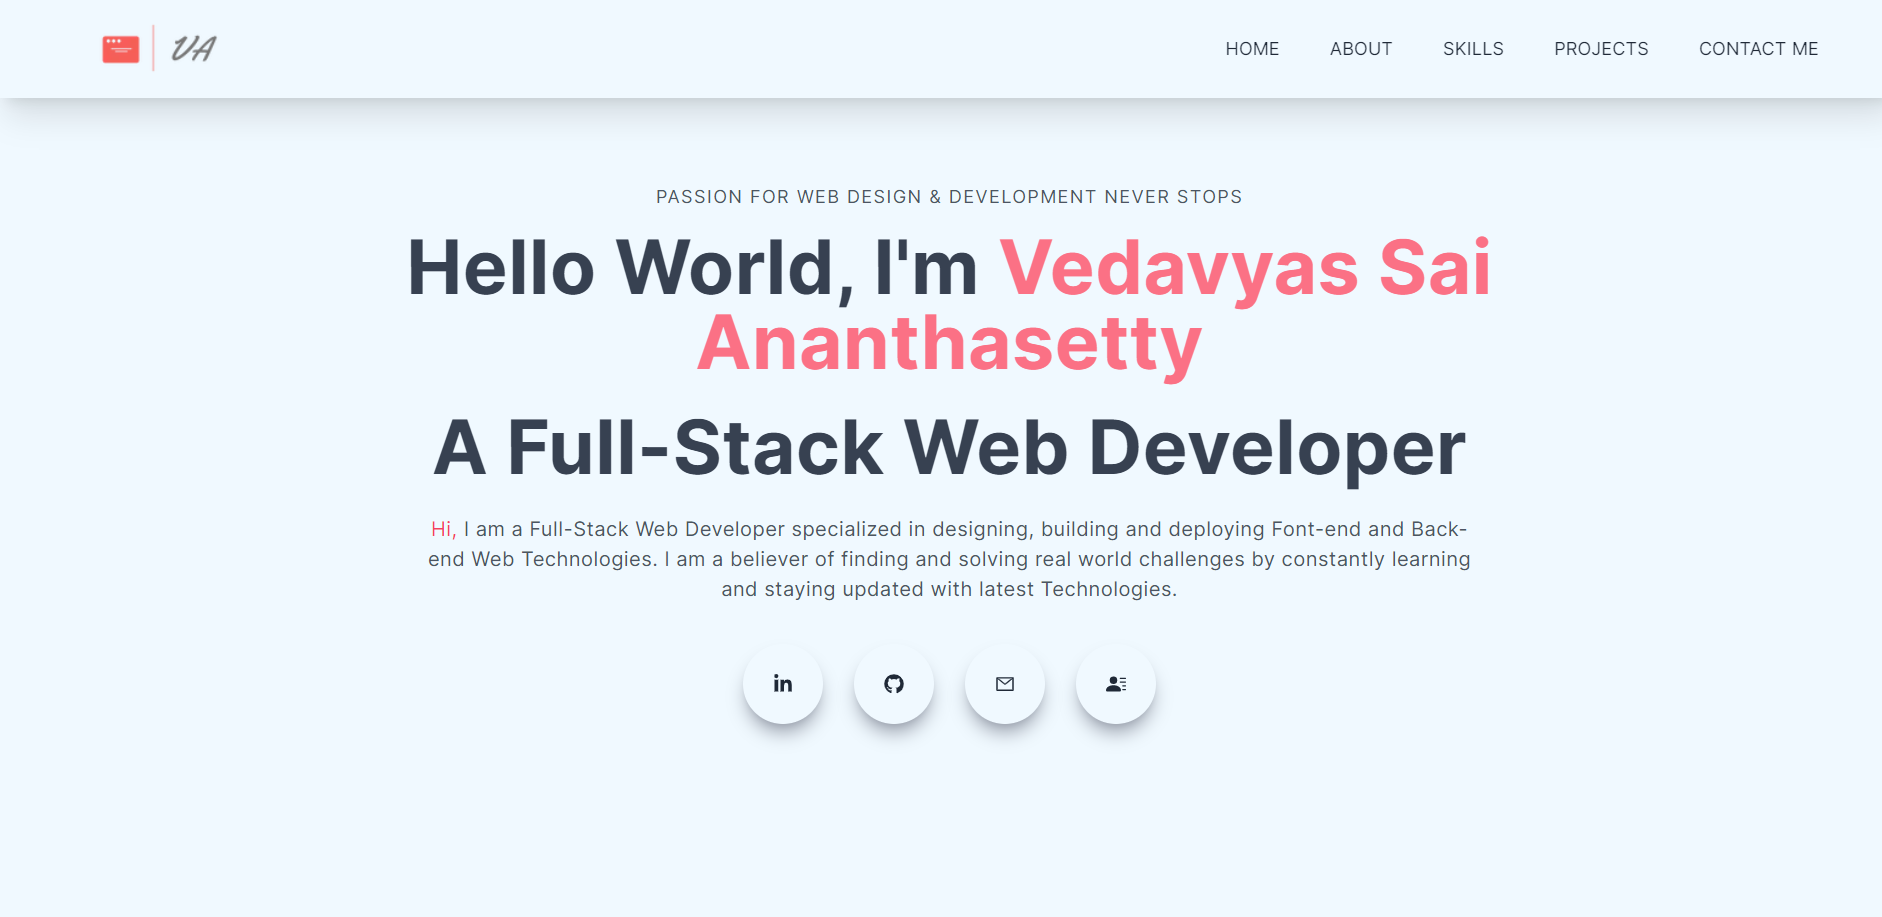 VA
HOME ABOUT SKILLS PROJECTS CONTACT ME
PASSION FOR WEB DESIGN & DEVELOPMENT NEVER STOPS
Hello World, I'm Vedavyas Sai
Ananthasetty
A Full-Stack Web Developer
Hi, I am a Full-Stack Web Developer specialized in designing, building and deploying Font-end and Back-
end Web Technologies. I am a believer of finding and solving real world challenges by constantly learning
and staying updated with latest Technologies.
in